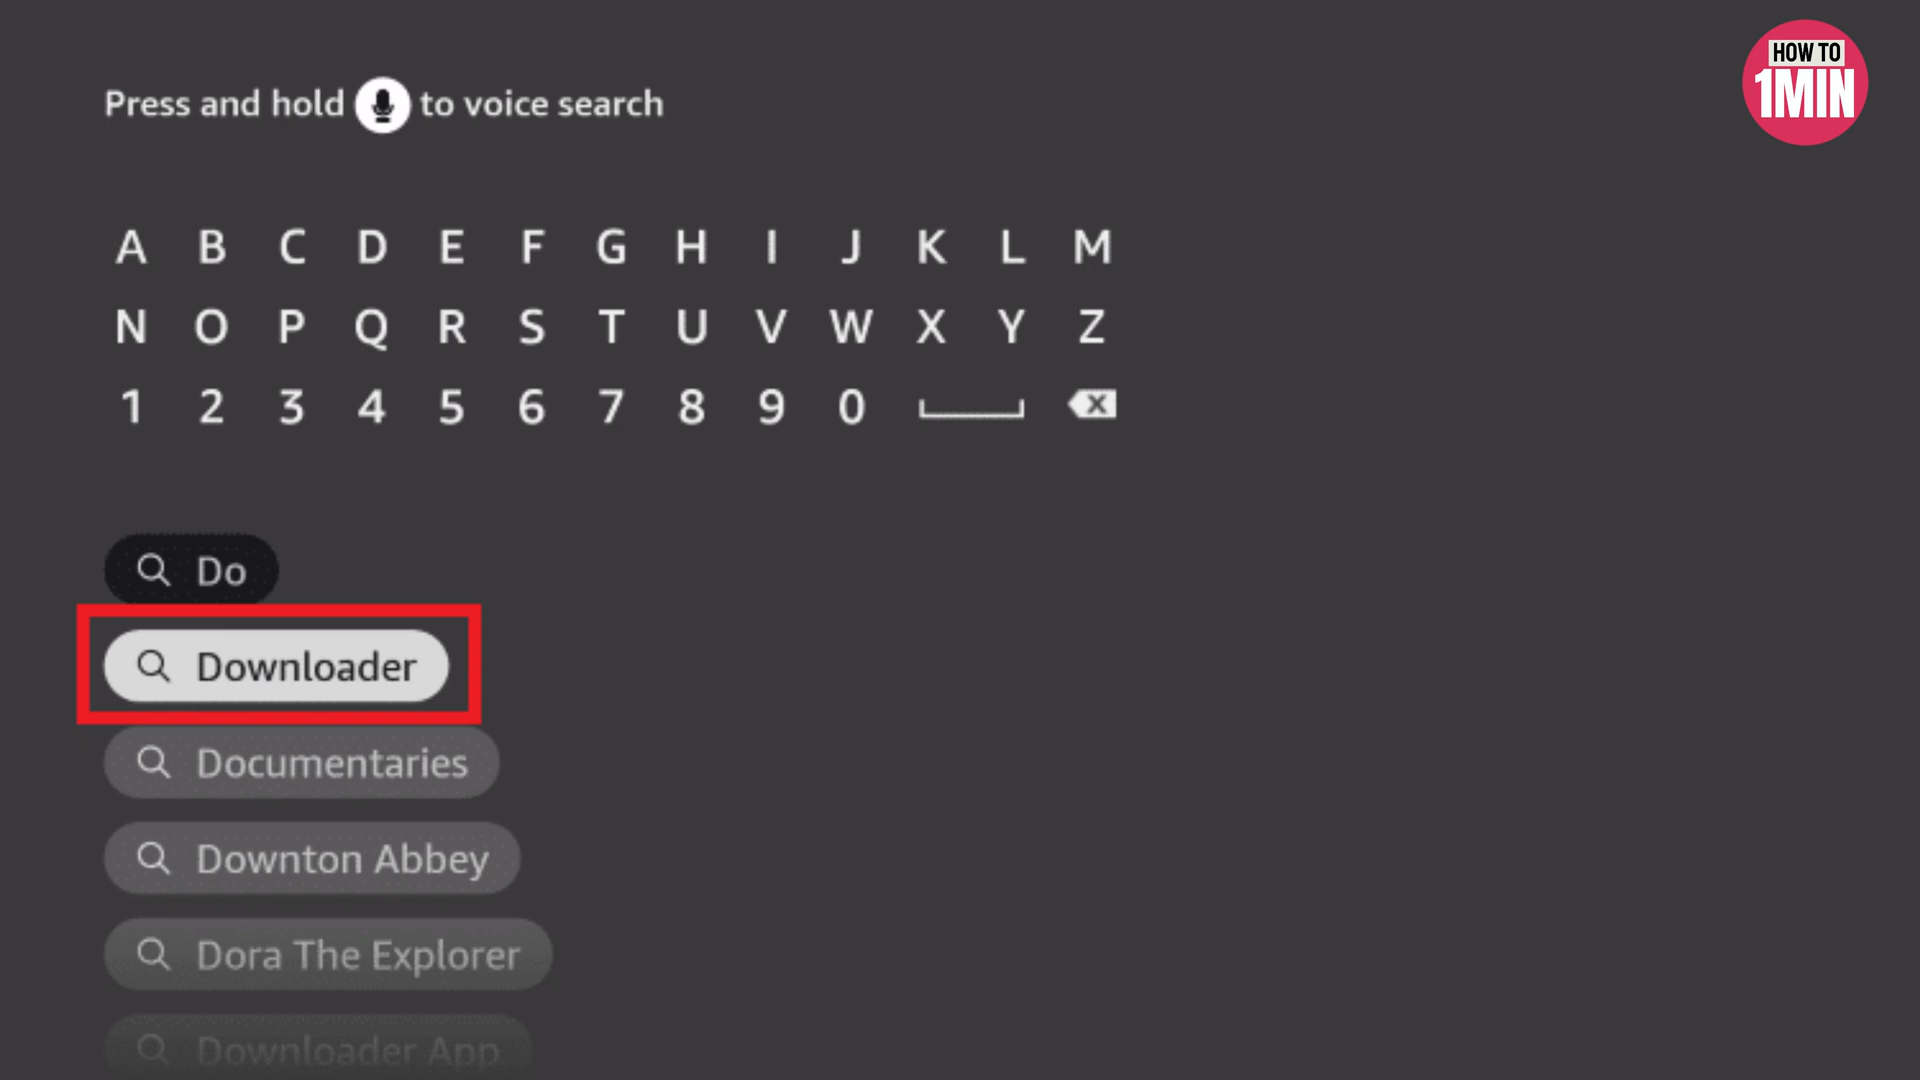 HOW TO
1MIN
Press and hold to voice search
A B C D E F G H I J K L M
N O P Q R S T U V W X Y Z
1 2 3 4 5 6 7 8 9 0
Do
Downloader
Documentaries
Downton Abbey
Dora The Explorer
Downloader App